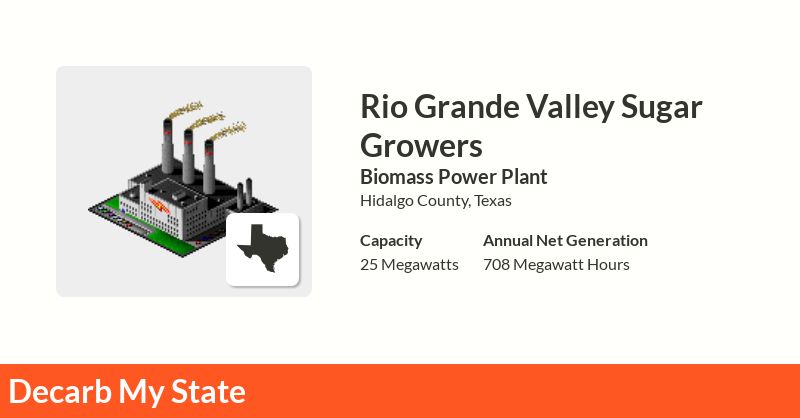 Rio Grande Valley Sugar
Growers
Biomass Power Plant
Hidalgo County, Texas
Capacity
Annual Net Generation
25 Megawatts
708 Megawatt Hours
Decarb My State